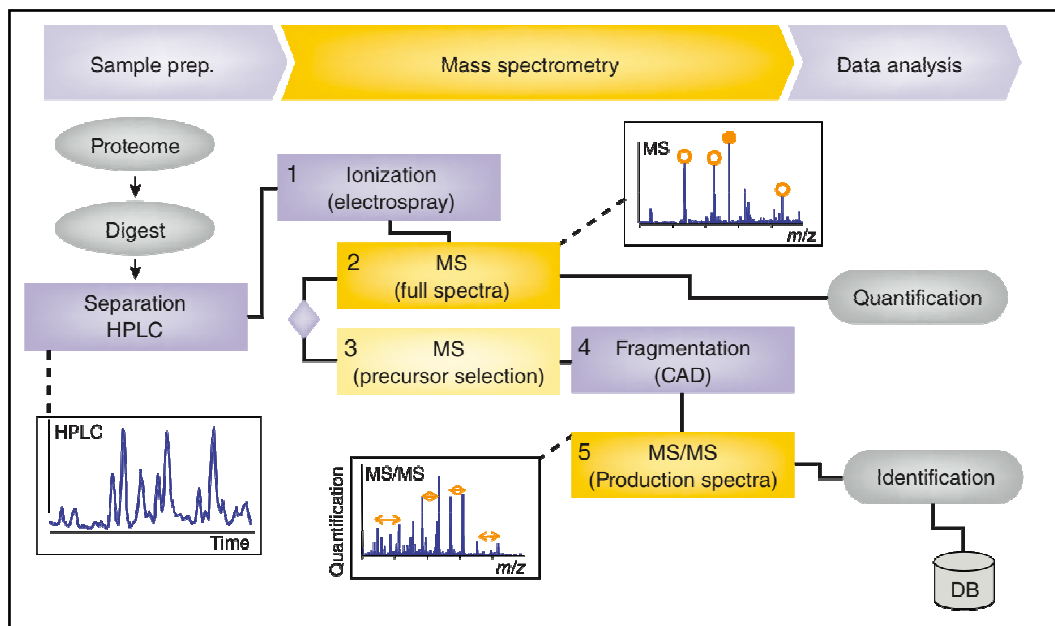 Sample prep.
Mass spectrometry
Data analysis
Proteome
Digest
Separation
HPLC
1
Ionization
(electrospray)
MS
m/z
2
MS
(full spectra)
Quantification
3
MS
(precursor selection)
4
Fragmentation
(CAD)
HPLC
Time
Quantification
MS/MS
m/z
5
MS/MS
(Production spectra)
Identification
DB